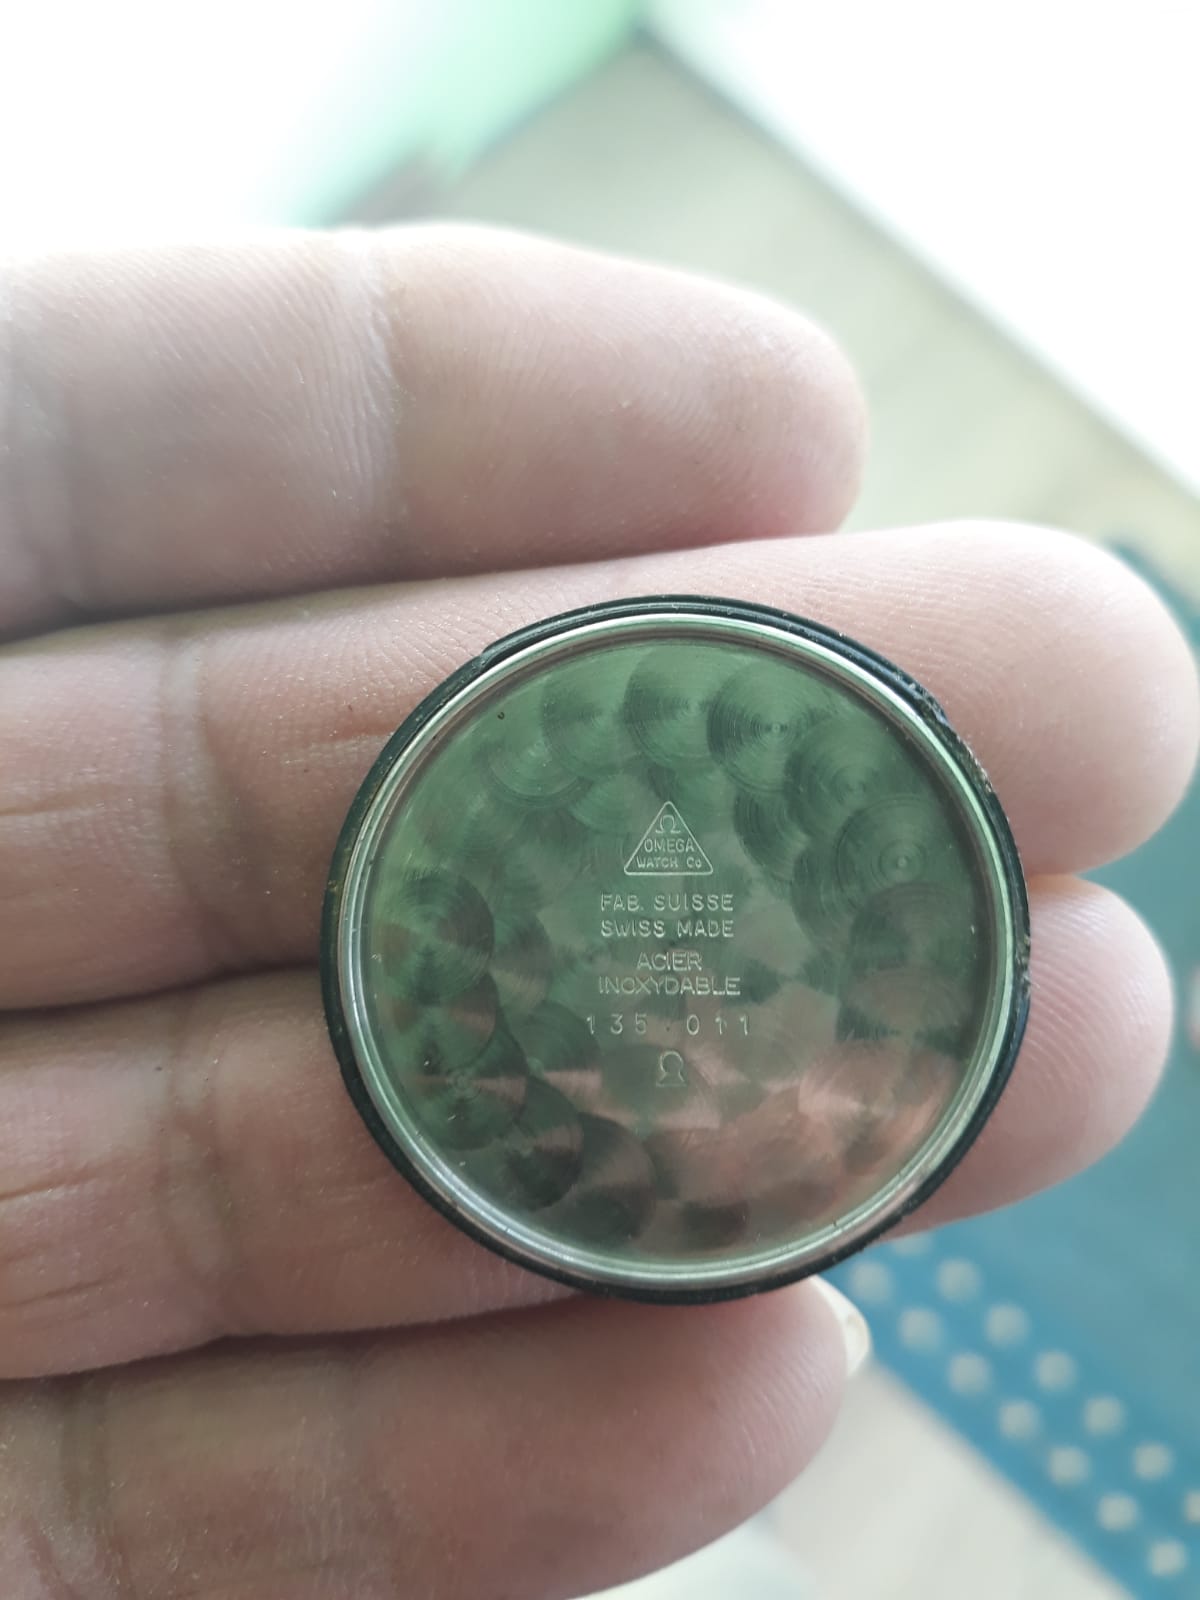 Ω
OMEGA
WATCH Co
FAB. SUISSE
SWISS MADE
ACIER
INOXYDABLE
135.011
Ω